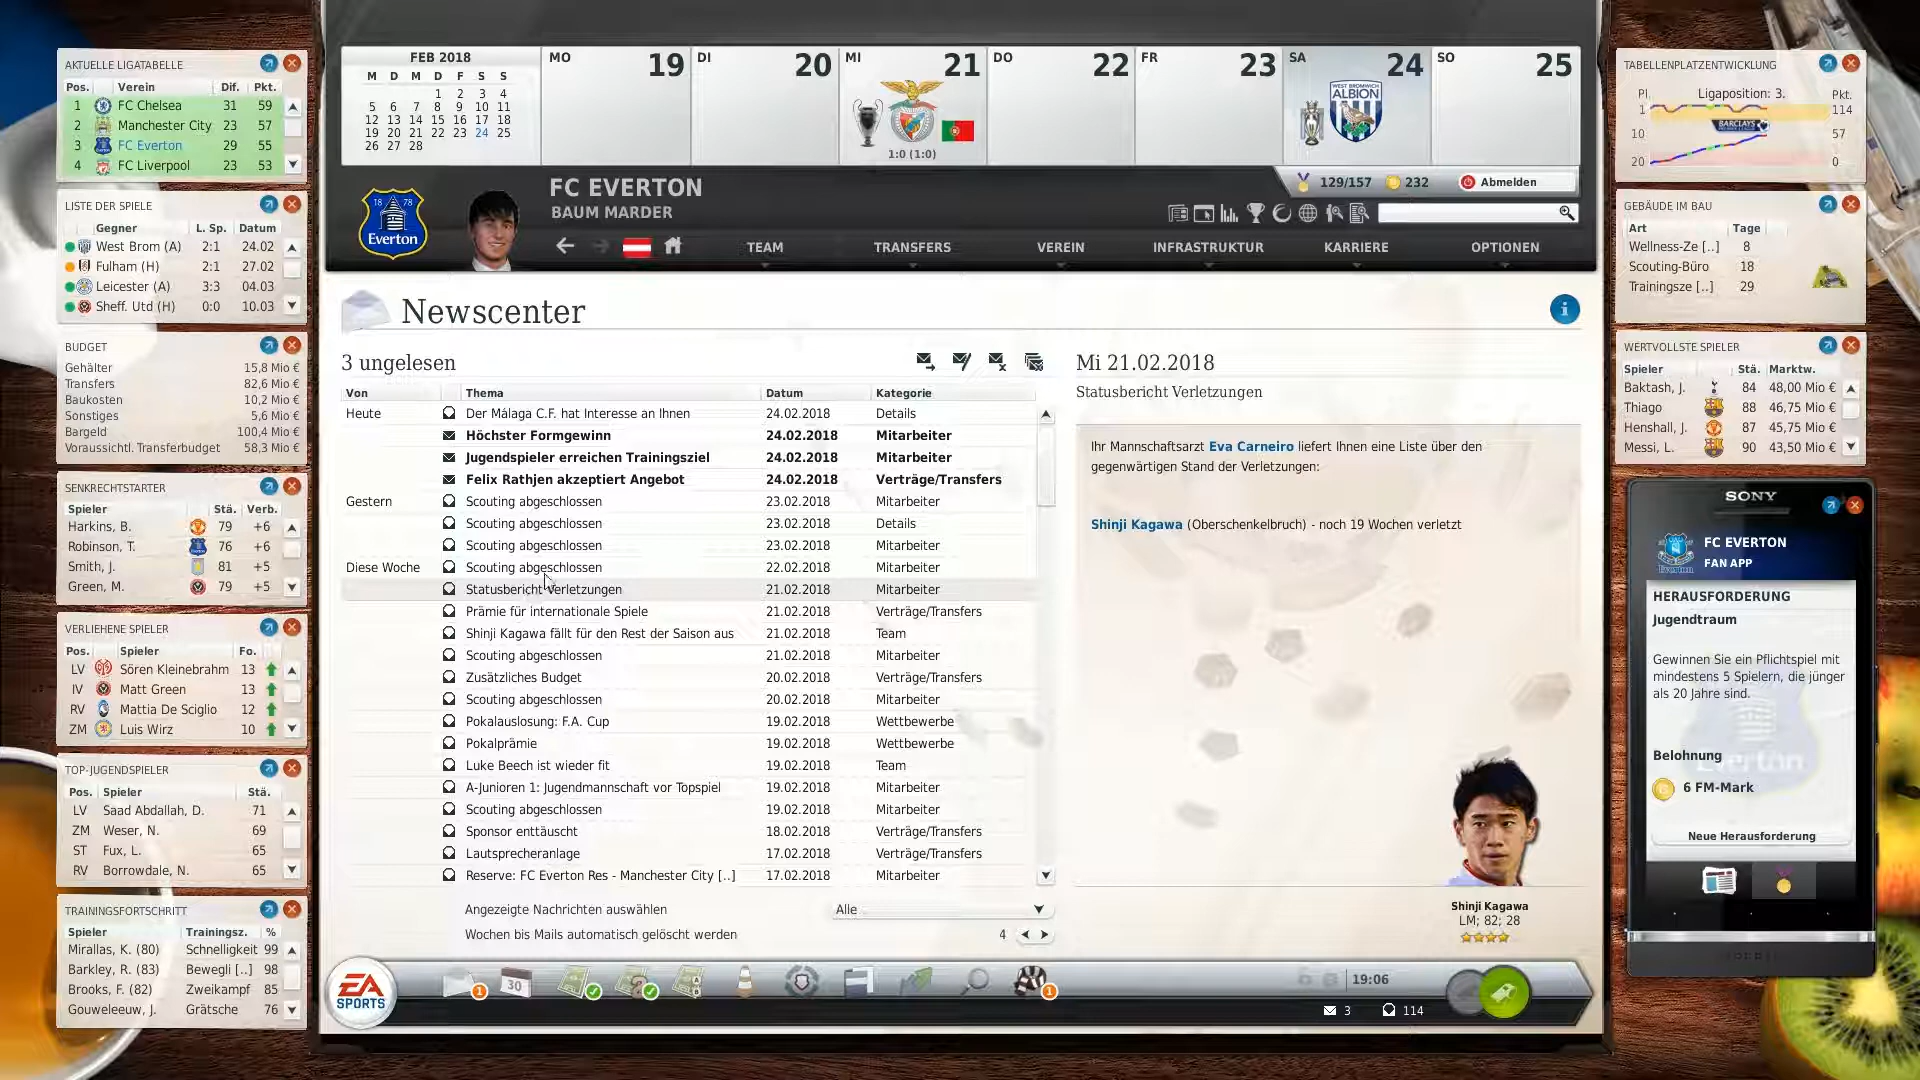 FEB 2018
M D M D F S S
1 2 3 4
5 6 7 8 9 10 11
12 13 14 15 16 17 18
19 20 21 22 23 24 25
26 27 28
MO 19
DI 20
MI 21
1:0 (1:0)
DO 22
FR 23
SA 24
WEST BROMWICH
ALBION
SO 25
18 78
Everton
FC EVERTON
BAUM MARDER
129/157
232
Abmelden
TEAM
TRANSFERS
VEREIN
INFRASTRUKTUR
KARRIERE
OPTIONEN
AKTUELLE LIGATABELLE
Pos. Verein Dif. Pkt.
1 FC Chelsea 31 59
2 Manchester City 23 57
3 FC Everton 29 55
4 FC Liverpool 23 53
LISTE DER SPIELE
Gegner L. Sp. Datum
West Brom (A) 2:1 24.02
Fulham (H) 2:1 27.02
Leicester (A) 3:3 04.03
Sheff. Utd (H) 0:0 10.03
BUDGET
Gehälter 15,8 Mio €
Transfers 82,6 Mio €
Baukosten 10,2 Mio €
Sonstiges 5,6 Mio €
Bargeld 100,4 Mio €
Voraussichtl. Transferbudget 58,3 Mio €
SENKRECHTSTARTER
Spieler Stä. Verb.
Harkins, B. 79 +6
Robinson, T. 76 +6
Smith, J. 81 +5
Green, M. 79 +5
VERLIEHENE SPIELER
Pos. Spieler Fo.
LV Sören Kleinebrahm 13
IV Matt Green 13
RV Mattia De Sciglio 12
ZM Luis Wirz 10
TOP-JUGENDSPIELER
Pos. Spieler Stä.
LV Saad Abdallah, D. 71
ZM Weser, N. 69
ST Fux, L. 65
RV Borrowdale, N. 65
TRAININGSFORTSCHRITT
Spieler Trainingsz. %
Mirallas, K. (80) Schnelligkeit 99
Barkley, R. (83) Bewegli [..] 98
Brooks, F. (82) Zweikampf 85
Gouweleeuw, J. Grätsche 76
Newscenter
3 ungelesen
Von Thema Datum Kategorie
Heute Der Málaga C.F. hat Interesse an Ihnen 24.02.2018 Details
Höchster Formgewinn 24.02.2018 Mitarbeiter
Jugendspieler erreichen Trainingsziel 24.02.2018 Mitarbeiter
Felix Rathjen akzeptiert Angebot 24.02.2018 Verträge/Transfers
Gestern Scouting abgeschlossen 23.02.2018 Mitarbeiter
Scouting abgeschlossen 23.02.2018 Details
Scouting abgeschlossen 23.02.2018 Mitarbeiter
Diese Woche Scouting abgeschlossen 22.02.2018 Mitarbeiter
Statusbericht Verletzungen 21.02.2018 Mitarbeiter
Prämie für internationale Spiele 21.02.2018 Verträge/Transfers
Shinji Kagawa fällt für den Rest der Saison aus 21.02.2018 Team
Scouting abgeschlossen 21.02.2018 Mitarbeiter
Zusätzliches Budget 20.02.2018 Verträge/Transfers
Scouting abgeschlossen 20.02.2018 Mitarbeiter
Pokalauslosung: F.A. Cup 19.02.2018 Wettbewerbe
Pokalprämie 19.02.2018 Wettbewerbe
Luke Beech ist wieder fit 19.02.2018 Team
A-Junioren 1: Jugendmannschaft vor Topspiel 19.02.2018 Mitarbeiter
Scouting abgeschlossen 19.02.2018 Mitarbeiter
Sponsor enttäuscht 18.02.2018 Verträge/Transfers
Lautsprecheranlage 17.02.2018 Verträge/Transfers
Reserve: FC Everton Res - Manchester City [..] 17.02.2018 Mitarbeiter
Angezeigte Nachrichten auswählen Alle
Wochen bis Mails automatisch gelöscht werden 4
Mi 21.02.2018
Statusbericht Verletzungen
Ihr Mannschaftsarzt Eva Carneiro liefert Ihnen eine Liste über den
gegenwärtigen Stand der Verletzungen:
Shinji Kagawa (Oberschenkelbruch) - noch 19 Wochen verletzt
Shinji Kagawa
LM; 82; 28
EA
SPORTS
1
30
1
19:06
3
114
TABELLENPLATZENTWICKLUNG
Pl. Ligaposition: 3. Pkt.
1 114
BARCLAYS
10 57
20 0
GEBÄUDE IM BAU
Art Tage
Wellness-Ze [..] 8
Scouting-Büro 18
Trainingsze [..] 29
WERTVOLLSTE SPIELER
Spieler Stä. Marktw.
Baktash, J. 84 48,00 Mio €
Thiago 88 46,75 Mio €
Henshall, J. 87 45,75 Mio €
Messi, L. 90 43,50 Mio €
SONY
Everton
FC EVERTON
FAN APP
HERAUSFORDERUNG
Jugendtraum
Gewinnen Sie ein Pflichtspiel mit
mindestens 5 Spielern, die jünger
als 20 Jahre sind.
Belohnung
Everton
6 FM-Mark
Neue Herausforderung